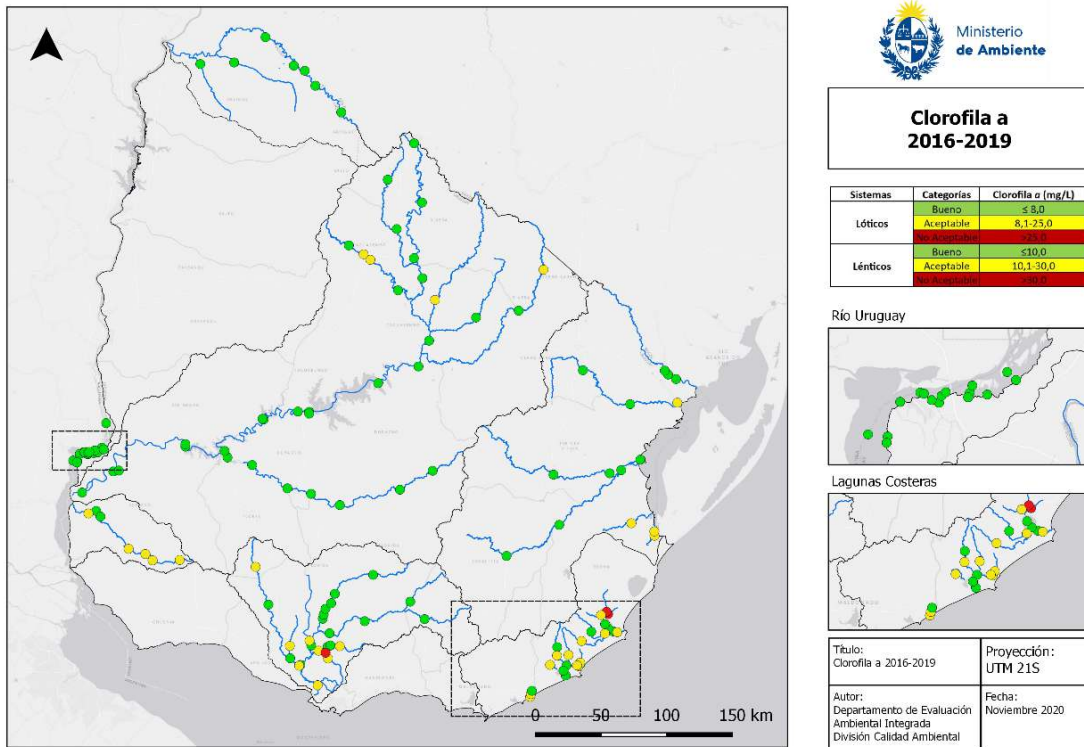 Ministerio
de Ambiente
Clorofila a
2016-2019
Sistemas Categorías Clorofila a (mg/L)
Lóticos
Bueno ≤ 8,0
Aceptable 8,1-25,0
No Aceptable >25,0
Lénticos
Bueno ≤10,0
Aceptable 10,1-30,0
No Aceptable >30,0
Río Uruguay
Lagunas Costeras
0 50 100 150 km
Título:
Clorofila a 2016-2019
Proyección:
UTM 21S
Autor:
Departamento de Evaluación
Ambiental Integrada
División Calidad Ambiental
Fecha:
Noviembre 2020